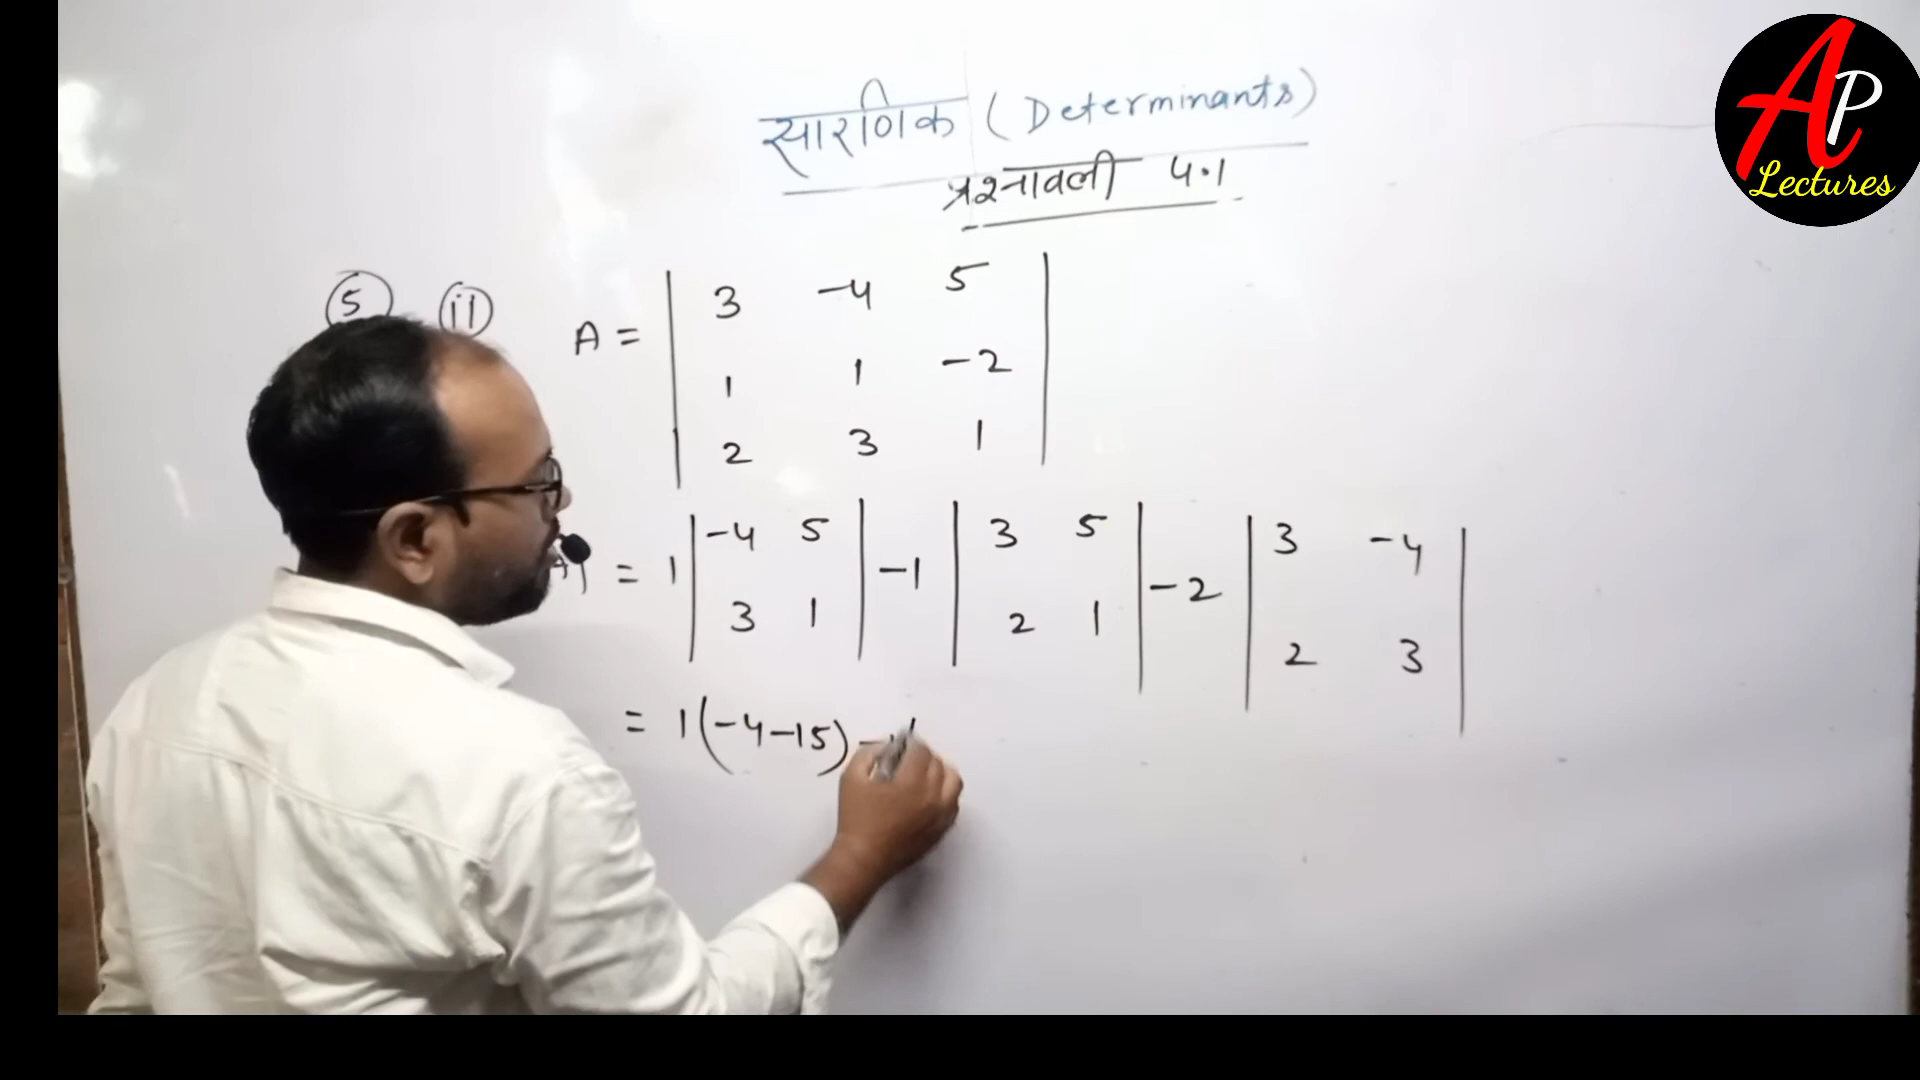 सारणिक (Determinants)
प्रश्नावली 4.1
AP
Lectures
5 ii
A = | 3 -4 5 |
| 1 1 -2 |
| 2 3 1 |
| = 1 | -4 5 | -1 | 3 5 | -2 | 3 -4 |
| 3 1 | | 2 1 | | 2 3 |
= 1(-4-15) -